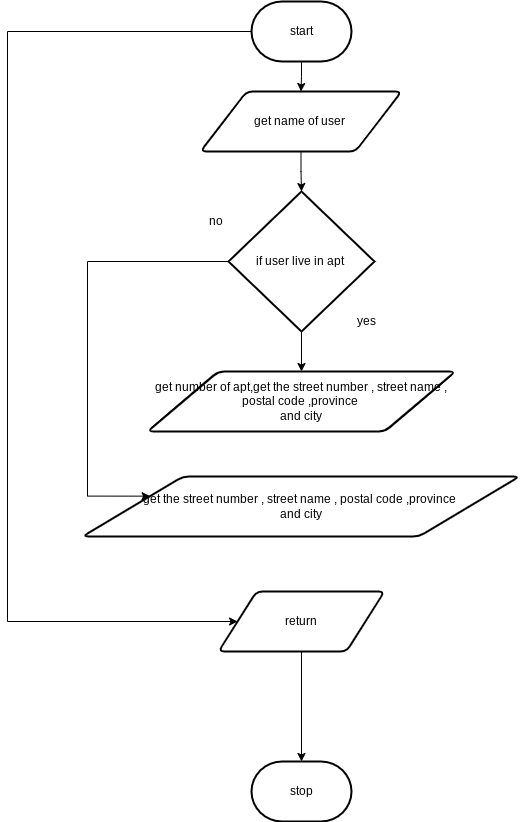 start
get name of user
no
if user live in apt
yes
get number of apt,get the street number , street name ,
postal code ,province
and city
get the street number , street name , postal code ,province
and city
return
stop